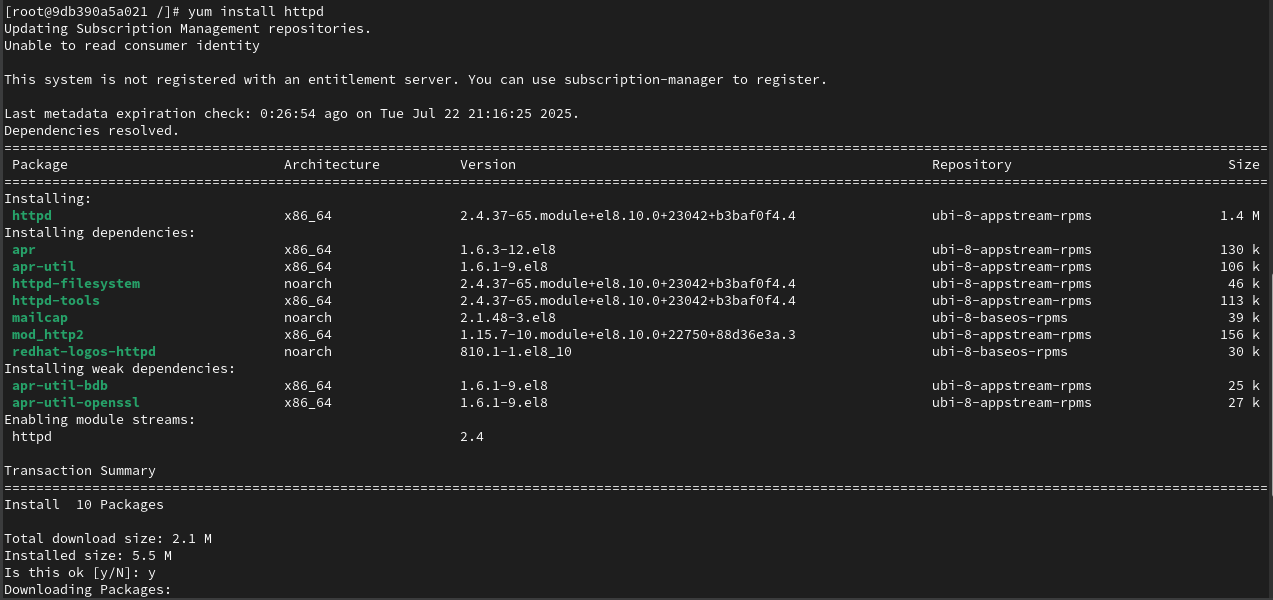 [root@9db390a5a021 /]# yum install httpd
Updating Subscription Management repositories.
Unable to read consumer identity
This system is not registered with an entitlement server. You can use subscription-manager to register.
Last metadata expiration check: 0:26:54 ago on Tue Jul 22 21:16:25 2025.
Dependencies resolved.
================================================================================
Package Architecture Version Repository Size
================================================================================
Installing:
httpd x86_64 2.4.37-65.module+el8.10.0+23042+b3baf0f4.4 ubi-8-appstream-rpms 1.4 M
Installing dependencies:
apr x86_64 1.6.3-12.el8 ubi-8-appstream-rpms 130 k
apr-util x86_64 1.6.1-9.el8 ubi-8-appstream-rpms 106 k
httpd-filesystem noarch 2.4.37-65.module+el8.10.0+23042+b3baf0f4.4 ubi-8-appstream-rpms 46 k
httpd-tools x86_64 2.4.37-65.module+el8.10.0+23042+b3baf0f4.4 ubi-8-appstream-rpms 113 k
mailcap noarch 2.1.48-3.el8 ubi-8-baseos-rpms 39 k
mod_http2 x86_64 1.15.7-10.module+el8.10.0+22750+88d36e3a.3 ubi-8-appstream-rpms 156 k
redhat-logos-httpd noarch 810.1-1.el8_10 ubi-8-baseos-rpms 30 k
Installing weak dependencies:
apr-util-bdb x86_64 1.6.1-9.el8 ubi-8-appstream-rpms 25 k
apr-util-openssl x86_64 1.6.1-9.el8 ubi-8-appstream-rpms 27 k
Enabling module streams:
httpd 2.4
Transaction Summary
================================================================================
Install  10 Packages
Total download size: 2.1 M
Installed size: 5.5 M
Is this ok [y/N]: y
Downloading Packages: